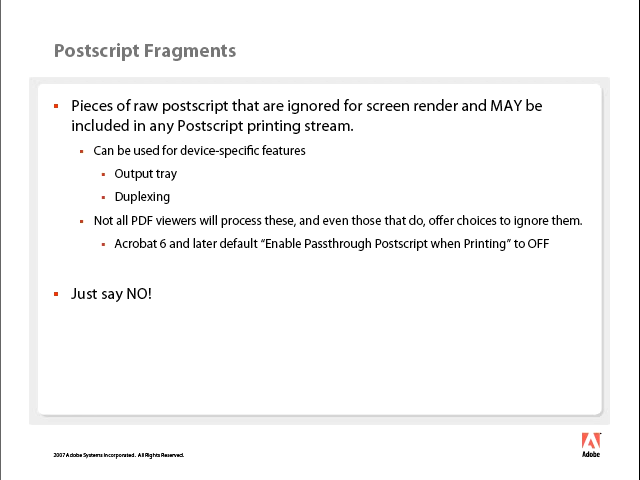 Postscript Fragments
▪ Pieces of raw postscript that are ignored for screen render and MAY be
included in any Postscript printing stream.
▪ Can be used for device-specific features
▪ Output tray
▪ Duplexing
▪ Not all PDF viewers will process these, and even those that do, offer choices to ignore them.
▪ Acrobat 6 and later default “Enable Passthrough Postscript when Printing” to OFF
▪ Just say NO!
2007 Adobe Systems Incorporated. All Rights Reserved.
Adobe